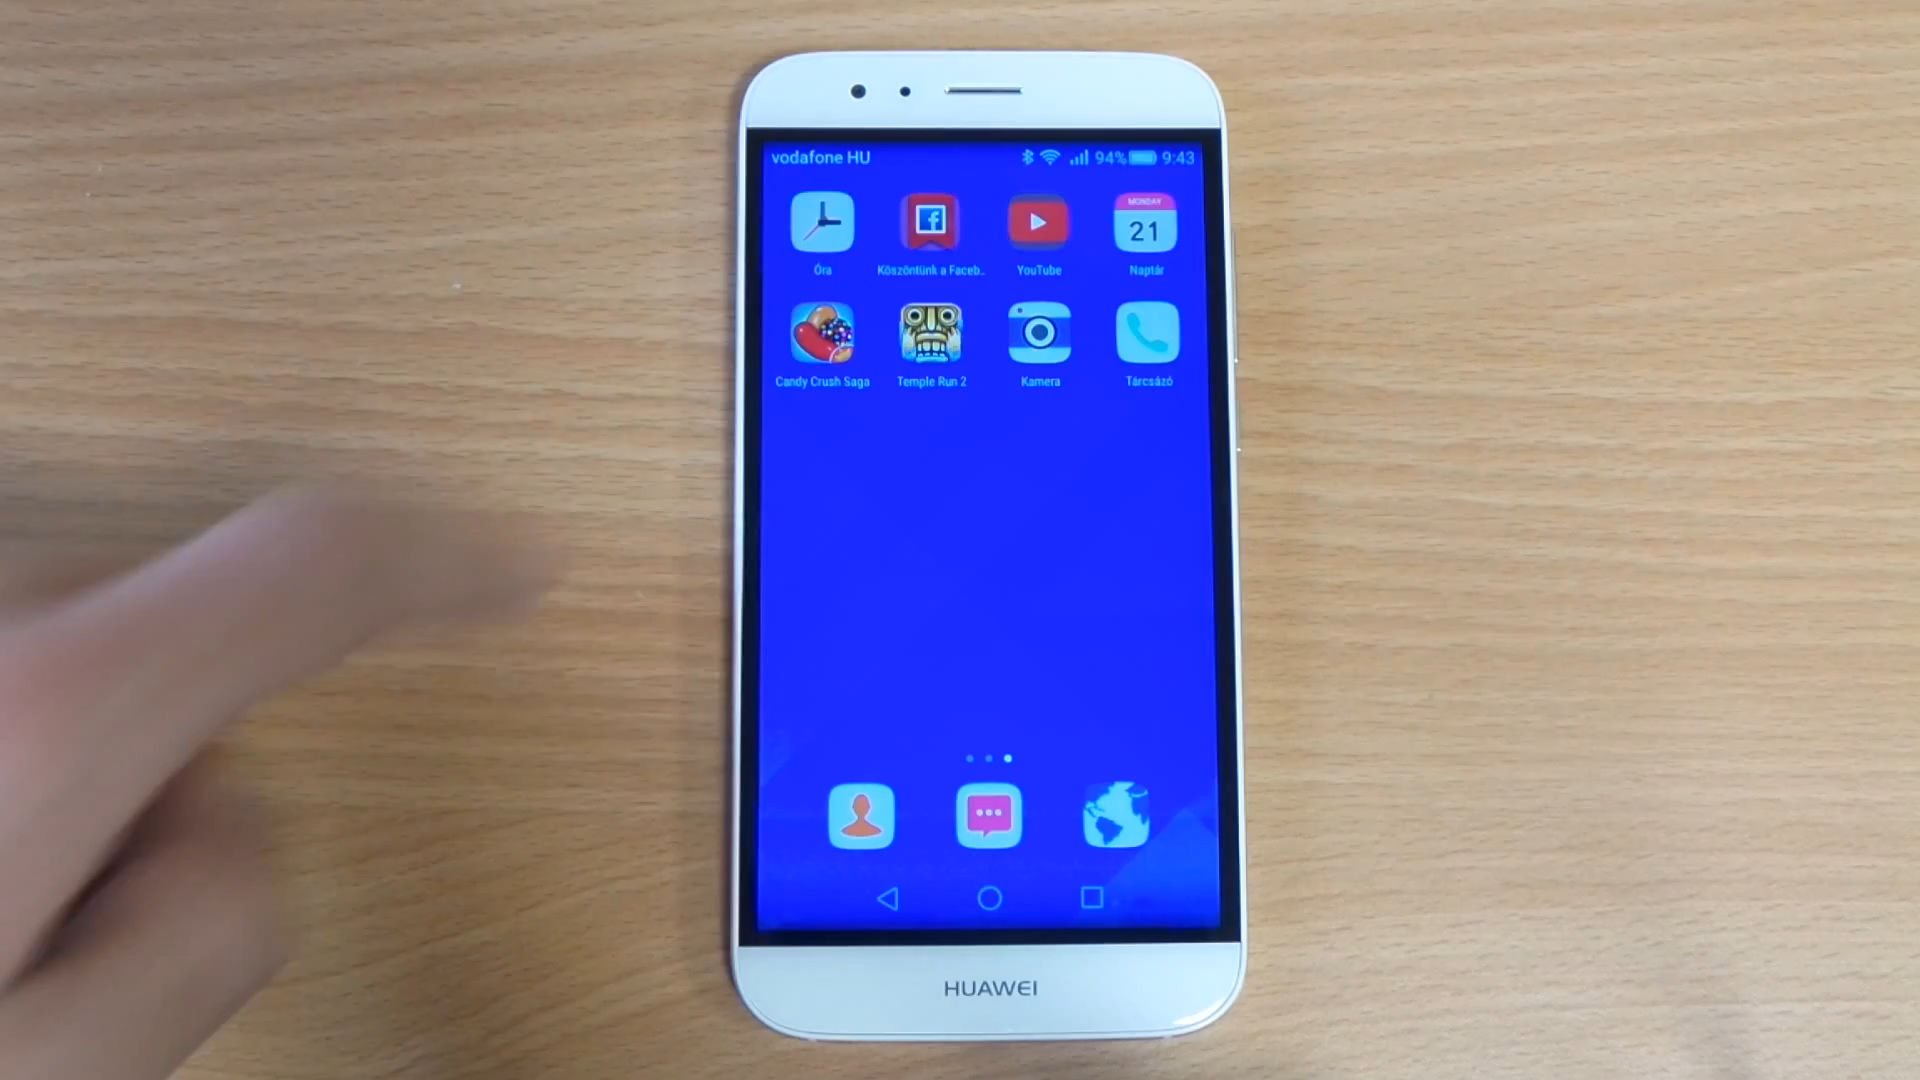 vodafone HU 94% 9:43
MONDAY
21
Óra Köszöntünk a Faceb.. YouTube Naptár
Candy Crush Saga Temple Run 2 Kamera Tárcsázó
HUAWEI